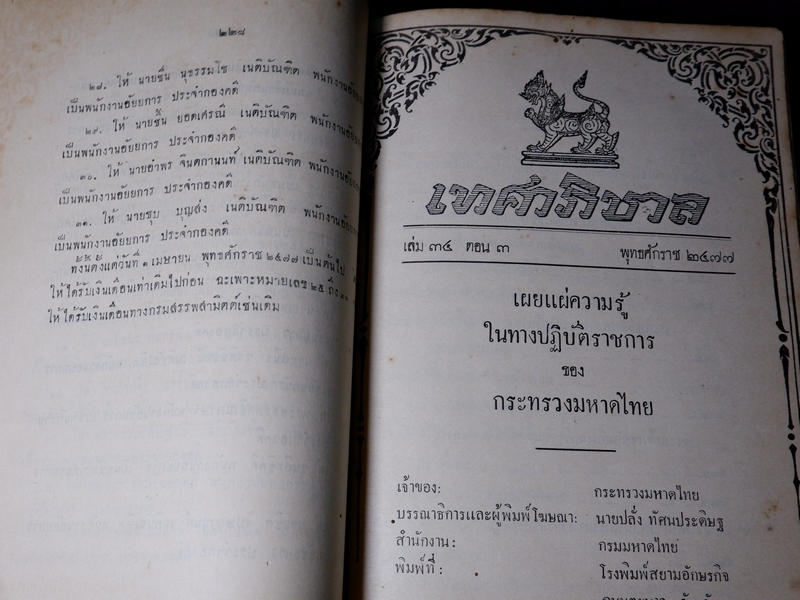 ๒๒๘
๒๘. ให้ นายชื่น นุธรรมโช เนติบัณฑิต พนักงานอัยยการ
เป็นพนักงานอัยยการ ประจำกองคดี
๒๙. ให้ นายชั้น ยอดเศรณี เนติบัณฑิต พนักงาน
เป็นพนักงานอัยยการ ประจำกองคดี
๓๐. ให้ นายอำพร จินตกานนท์ เนติบัณฑิต พนักงาน
เป็นพนักงานอัยยการ ประจำกองคดี
๓๑. ให้ นายชุบ บุญส่ง เนติบัณฑิต พนักงานอัยยการ
เป็นพนักงานอัยยการ ประจำกองคดี
ทั้งนี้ตั้งแต่วันที่ ๑ เมษายน พุทธศักราช ๒๔๗๗ เป็นต้นไป
ให้ได้รับเงินเดือนเท่าเดิมไปก่อน ฉะเพาะหมายเลข ๒๕ ถึง
ให้ได้รับเงินเดือนทางกรมสรรพสามิตต์เช่นเดิม
เทศาภิบาล
เล่ม ๓๔ ตอน ๓ พุทธศักราช ๒๔๗๗
เผยแผ่ความรู้
ในทางปฏิบัติราชการ
ของ
กระทรวงมหาดไทย
เจ้าของ: กระทรวงมหาดไทย
บรรณาธิการและผู้พิมพ์โฆษณา: นายปลั่ง ทัศนประดิษฐ
สำนักงาน: กรมมหาดไทย
พิมพ์ที่: โรงพิมพ์สยามอักษรกิจ